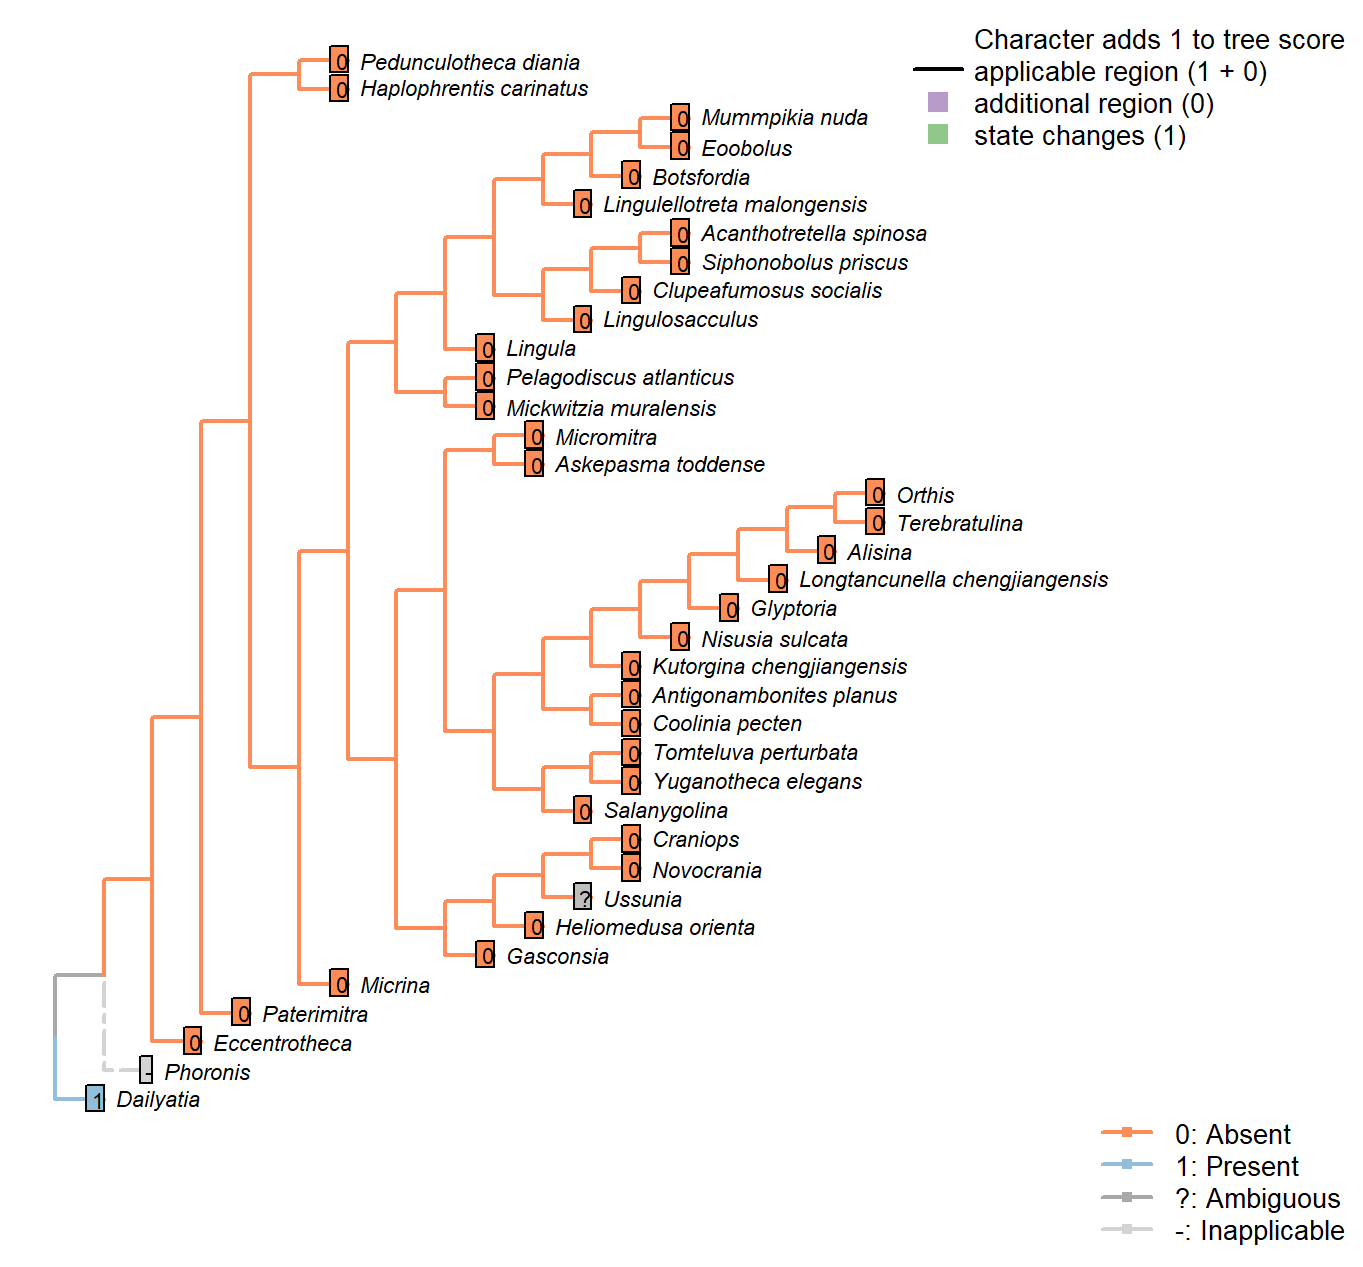 Character adds 1 to tree score
applicable region (1 + 0)
additional region (0)
state changes (1)
0 Pedunculotheca diania
0 Haplophrentis carinatus
0 Mummpikia nuda
0 Eoobolus
0 Botsfordia
0 Lingulellotreta malongensis
0 Acanthotretella spinosa
0 Siphonobolus priscus
0 Clupeafumosus socialis
0 Lingulosacculus
0 Lingula
0 Pelagodiscus atlanticus
0 Mickwitzia muralensis
0 Micromitra
0 Askepasma toddense
0 Orthis
0 Terebratulina
0 Alisina
0 Longtancunella chengjiangensis
0 Glyptoria
0 Nisusia sulcata
0 Kutorgina chengjiangensis
0 Antigonambonites planus
0 Coolinia pecten
0 Tomteluva perturbata
0 Yuganotheca elegans
0 Salanygolina
0 Craniops
0 Novocrania
? Ussunia
0 Heliomedusa orienta
0 Gasconsia
0 Micrina
0 Paterimitra
0 Eccentrotheca
- Phoronis
1 Dailyatia
0: Absent
1: Present
?: Ambiguous
-: Inapplicable